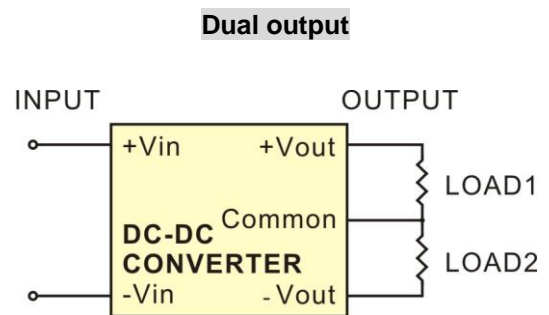 Dual output
INPUT OUTPUT
+Vin +Vout
LOAD1
Common
DC-DC
CONVERTER LOAD2
-Vin -Vout